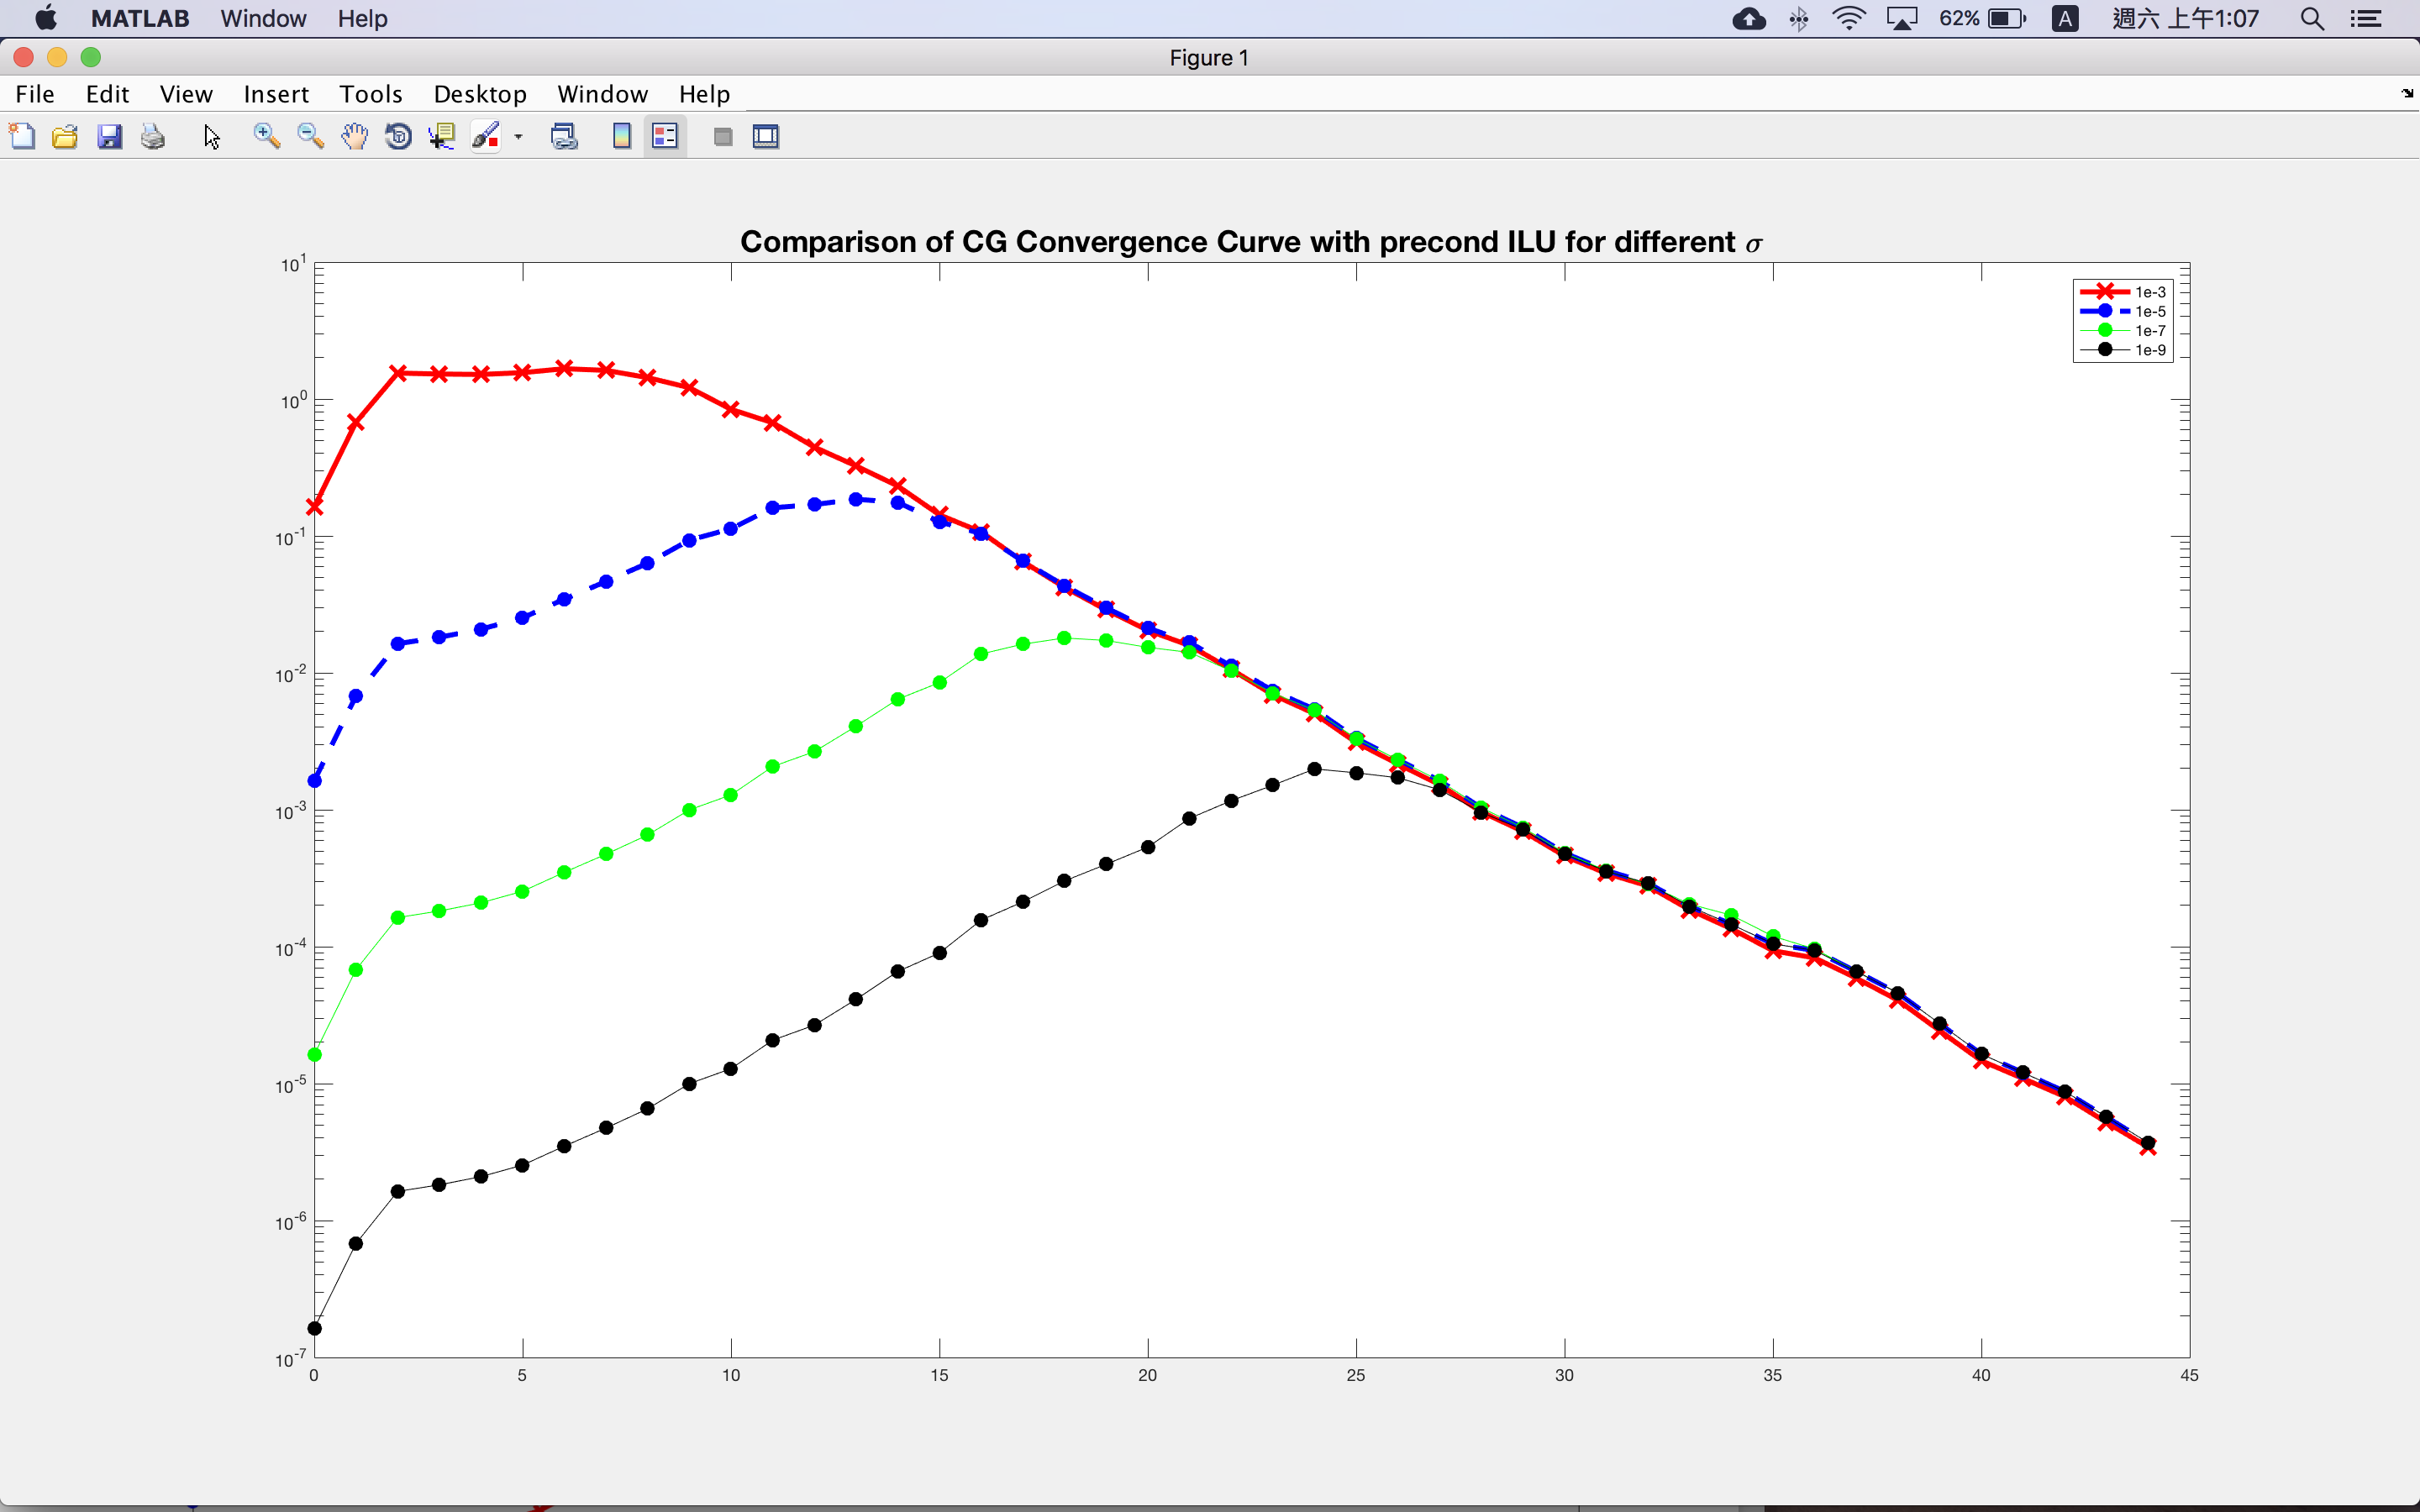 MATLAB Window Help 62% A 週六 上午1:07
Figure 1
File Edit View Insert Tools Desktop Window Help
Comparison of CG Convergence Curve with precond ILU for different σ
10^1
1e-3
1e-5
1e-7
1e-9
10^0
10^-1
10^-2
10^-3
10^-4
10^-5
10^-6
10^-7
0 5 10 15 20 25 30 35 40 45